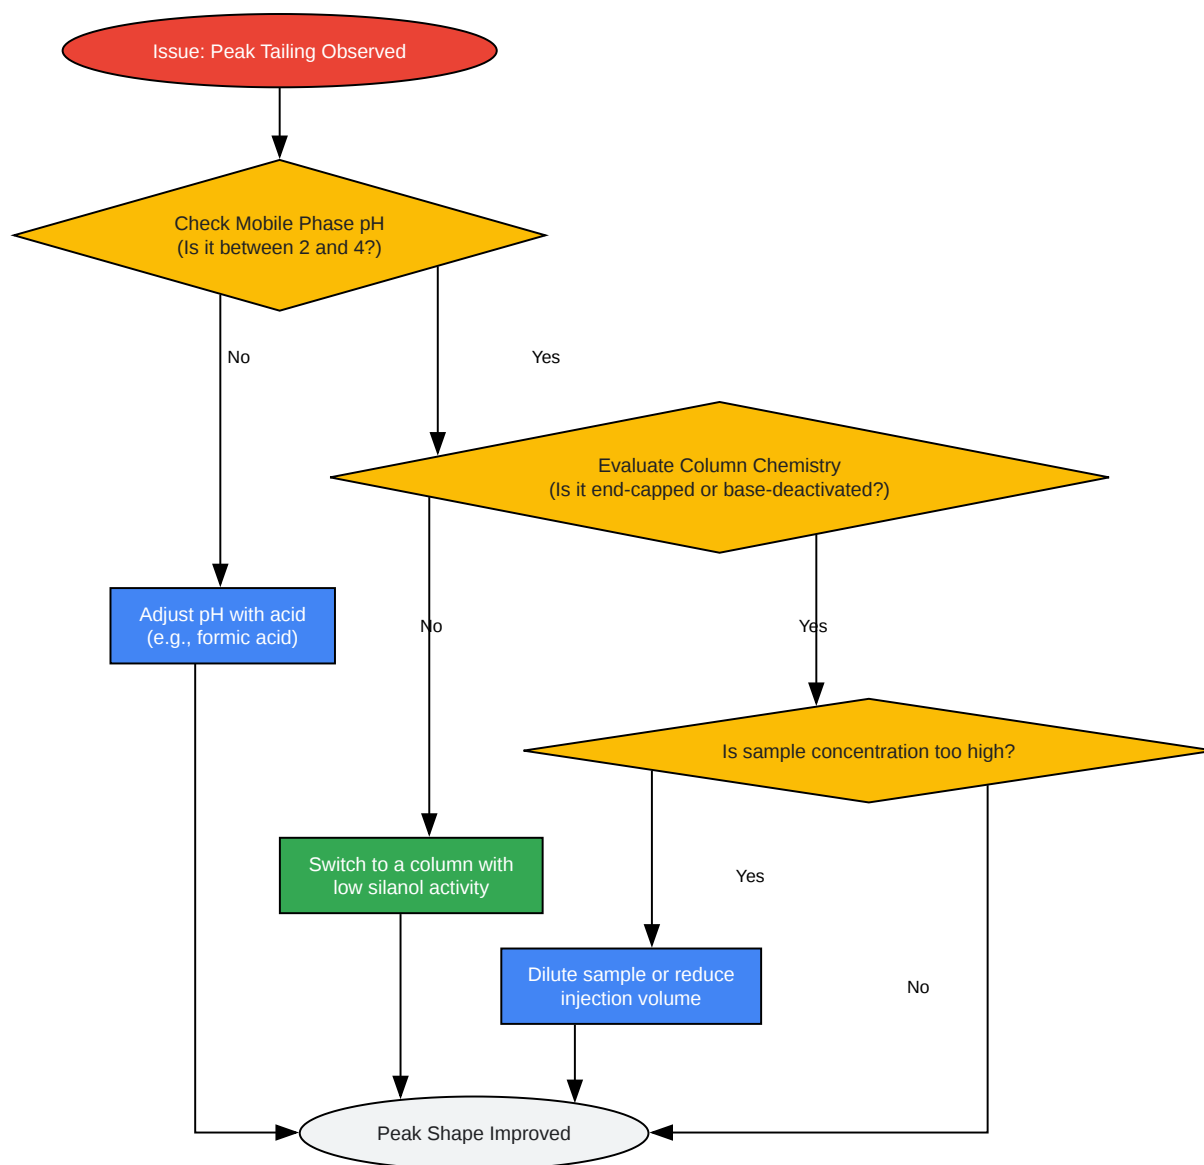 Issue: Peak Tailing Observed
Check Mobile Phase pH
(Is it between 2 and 4?)
No
Yes
Evaluate Column Chemistry
(Is it end-capped or base-deactivated?)
Adjust pH with acid
(e.g., formic acid)
No
Yes
Is sample concentration too high?
Switch to a column with
low silanol activity
Yes
Dilute sample or reduce
injection volume
No
Peak Shape Improved